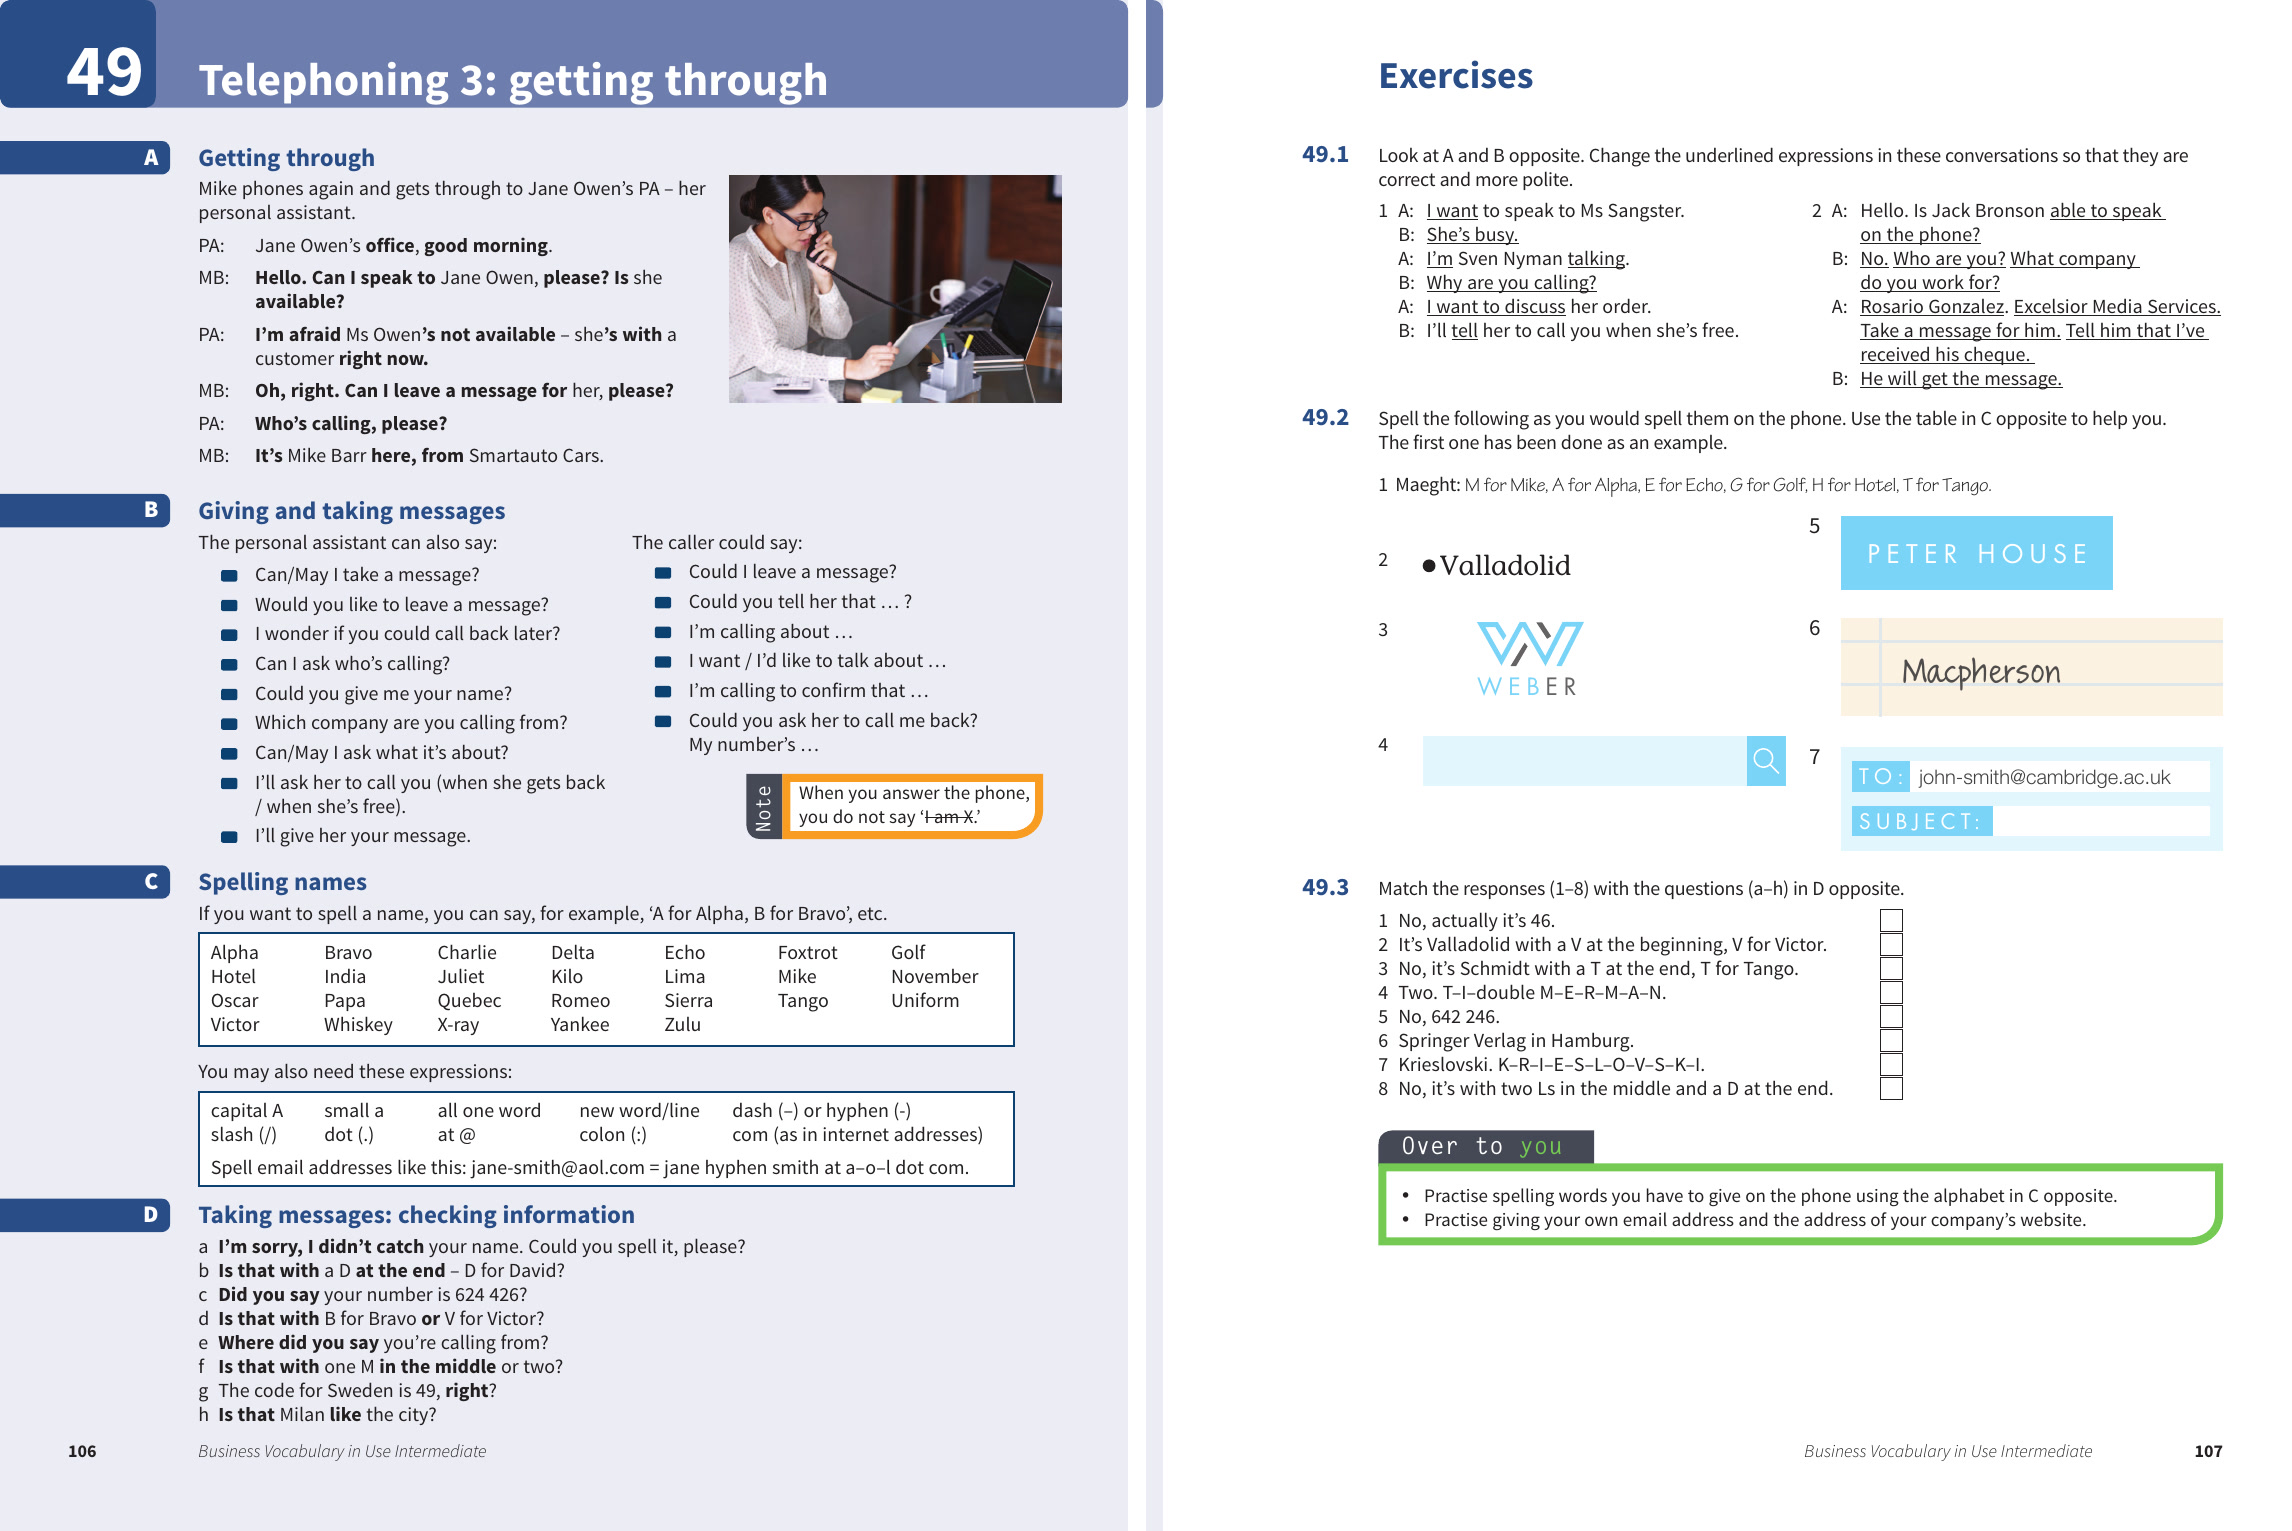 49
Telephoning 3: getting through
A
Getting through
Mike phones again and gets through to Jane Owen’s PA – her
personal assistant.
PA: Jane Owen’s office, good morning.
MB: Hello. Can I speak to Jane Owen, please? Is she
available?
PA: I’m afraid Ms Owen’s not available – she’s with a
customer right now.
MB: Oh, right. Can I leave a message for her, please?
PA: Who’s calling, please?
MB: It’s Mike Barr here, from Smartauto Cars.
B
Giving and taking messages
The personal assistant can also say:
Can/May I take a message?
Would you like to leave a message?
I wonder if you could call back later?
Can I ask who’s calling?
Could you give me your name?
Which company are you calling from?
Can/May I ask what it’s about?
I’ll ask her to call you (when she gets back
/ when she’s free).
I’ll give her your message.
The caller could say:
Could I leave a message?
Could you tell her that … ?
I’m calling about …
I want / I’d like to talk about …
I’m calling to confirm that …
Could you ask her to call me back?
My number’s …
Note
When you answer the phone,
you do not say ‘I am X.’
C
Spelling names
If you want to spell a name, you can say, for example, ‘A for Alpha, B for Bravo’, etc.
Alpha Bravo Charlie Delta Echo Foxtrot Golf
Hotel India Juliet Kilo Lima Mike November
Oscar Papa Quebec Romeo Sierra Tango Uniform
Victor Whiskey X-ray Yankee Zulu
You may also need these expressions:
capital A small a all one word new word/line dash (–) or hyphen (-)
slash (/) dot (.) at @ colon (:) com (as in internet addresses)
Spell email addresses like this: jane-smith@aol.com = jane hyphen smith at a–o–l dot com.
D
Taking messages: checking information
a I’m sorry, I didn’t catch your name. Could you spell it, please?
b Is that with a D at the end – D for David?
c Did you say your number is 624 426?
d Is that with B for Bravo or V for Victor?
e Where did you say you’re calling from?
f Is that with one M in the middle or two?
g The code for Sweden is 49, right?
h Is that Milan like the city?
106 Business Vocabulary in Use Intermediate
Exercises
49.1 Look at A and B opposite. Change the underlined expressions in these conversations so that they are
correct and more polite.
1 A: I want to speak to Ms Sangster.
B: She’s busy.
A: I’m Sven Nyman talking.
B: Why are you calling?
A: I want to discuss her order.
B: I’ll tell her to call you when she’s free.
2 A: Hello. Is Jack Bronson able to speak
on the phone?
B: No. Who are you? What company
do you work for?
A: Rosario Gonzalez. Excelsior Media Services.
Take a message for him. Tell him that I’ve
received his cheque.
B: He will get the message.
49.2 Spell the following as you would spell them on the phone. Use the table in C opposite to help you.
The first one has been done as an example.
1 Maeght: M for Mike, A for Alpha, E for Echo, G for Golf, H for Hotel, T for Tango.
2 •Valladolid
3 WEBER
4
5 PETER HOUSE
6 Macpherson
7 TO: john-smith@cambridge.ac.uk
SUBJECT:
49.3 Match the responses (1–8) with the questions (a–h) in D opposite.
1 No, actually it’s 46.
2 It’s Valladolid with a V at the beginning, V for Victor.
3 No, it’s Schmidt with a T at the end, T for Tango.
4 Two. T–I–double M–E–R–M–A–N.
5 No, 642 246.
6 Springer Verlag in Hamburg.
7 Krieslovski. K–R–I–E–S–L–O–V–S–K–I.
8 No, it’s with two Ls in the middle and a D at the end.
Over to you
• Practise spelling words you have to give on the phone using the alphabet in C opposite.
• Practise giving your own email address and the address of your company’s website.
Business Vocabulary in Use Intermediate 107